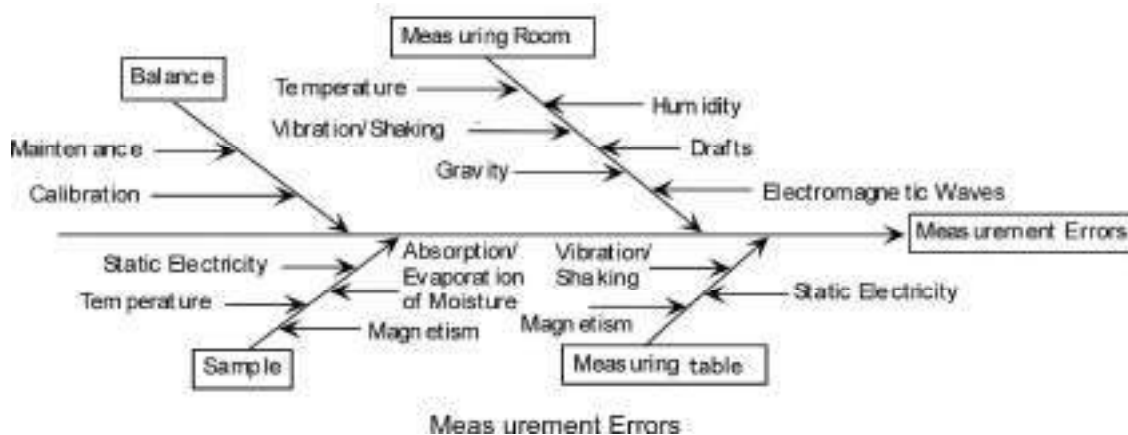 Measuring Room
Balance
Temperature
Humidity
Vibration/Shaking
Maintenance
Drafts
Gravity
Calibration
Electromagnetic Waves
Measurement Errors
Static Electricity
Absorption/
Evaporation
of Moisture
Vibration/
Shaking
Static Electricity
Temperature
Magnetism
Magnetism
Sample
Measuring table
Measurement Errors